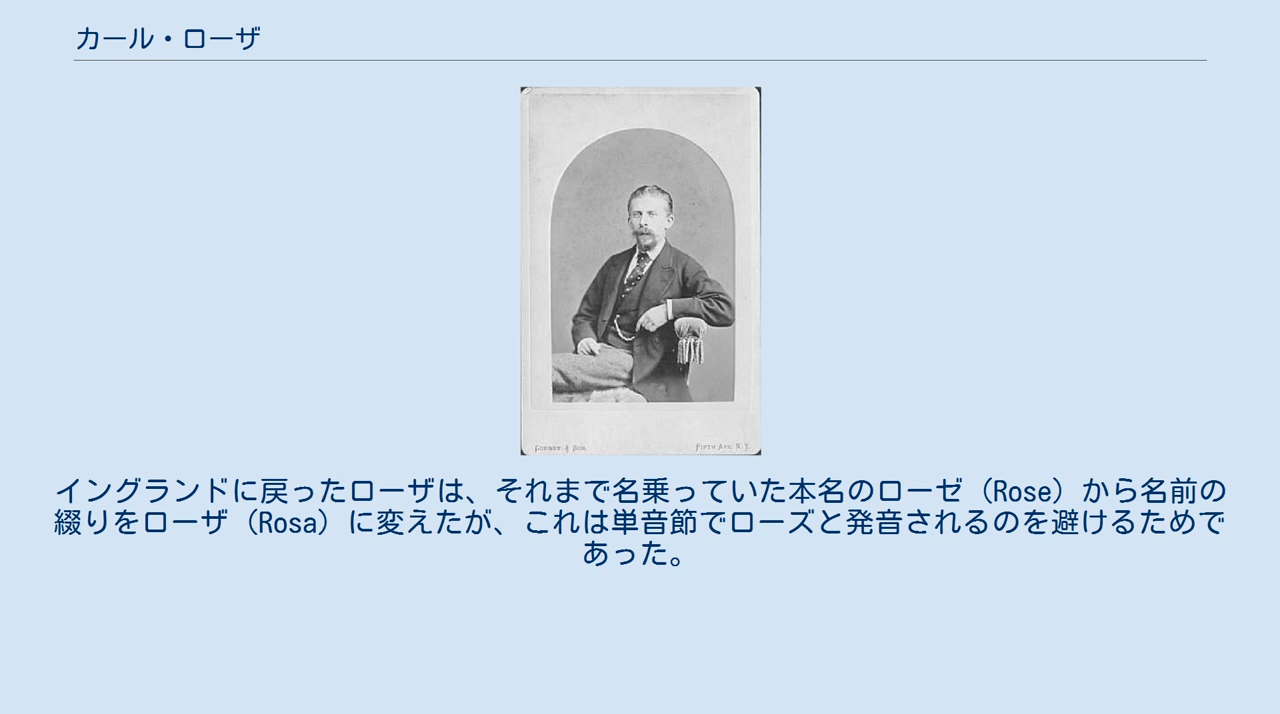 カール・ローザ
Gurney & Son.
Fifth Ave. N.Y.
イングランドに戻ったローザは、それまで名乗っていた本名のローゼ（Rose）から名前の
綴りをローザ（Rosa）に変えたが、これは単音節でローズと発音されるのを避けるためで
あった。